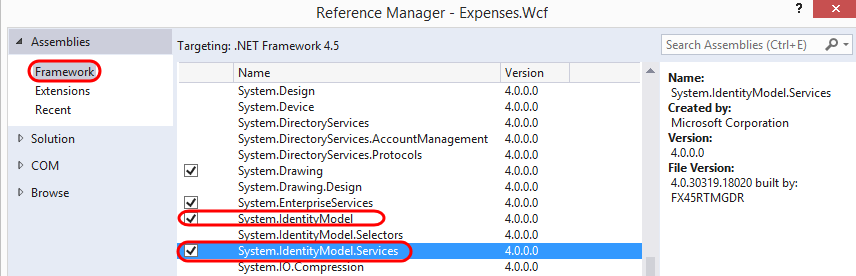 Reference Manager - Expenses.Wcf
?
Assemblies
Framework
Extensions
Recent
Solution
COM
Browse
Targeting: .NET Framework 4.5
Name Version
System.Design 4.0.0.0
System.Device 4.0.0.0
System.DirectoryServices 4.0.0.0
System.DirectoryServices.AccountManagement 4.0.0.0
System.DirectoryServices.Protocols 4.0.0.0
System.Drawing 4.0.0.0
System.Drawing.Design 4.0.0.0
System.EnterpriseServices 4.0.0.0
System.IdentityModel 4.0.0.0
System.IdentityModel.Selectors 4.0.0.0
System.IdentityModel.Services 4.0.0.0
System.IO.Compression 4.0.0.0
Search Assemblies (Ctrl+E)
Name:
System.IdentityModel.Services
Created by:
Microsoft Corporation
Version:
4.0.0.0
File Version:
4.0.30319.18020 built by:
FX45RTMGDR